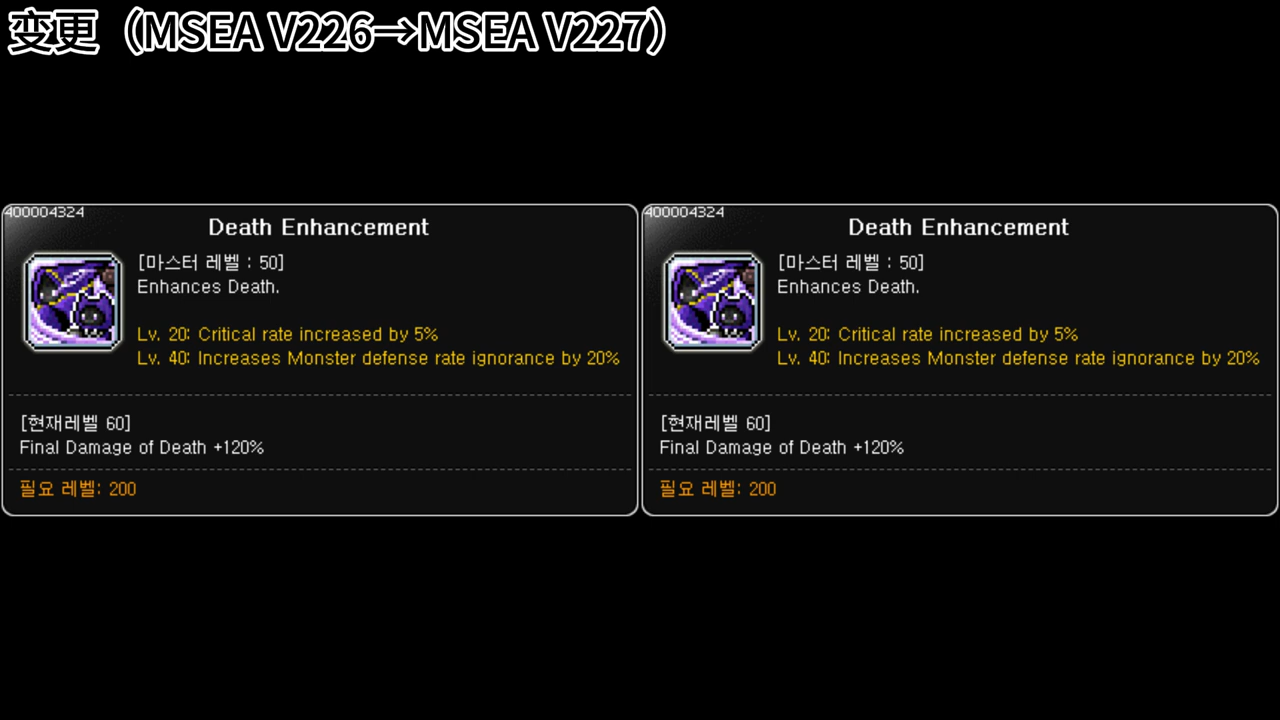 变更（MSEA V226→MSEA V227）
400004324
Death Enhancement
[마스터 레벨 : 50]
Enhances Death.
Lv. 20: Critical rate increased by 5%
Lv. 40: Increases Monster defense rate ignorance by 20%
[현재레벨 60]
Final Damage of Death +120%
필요 레벨: 200
400004324
Death Enhancement
[마스터 레벨 : 50]
Enhances Death.
Lv. 20: Critical rate increased by 5%
Lv. 40: Increases Monster defense rate ignorance by 20%
[현재레벨 60]
Final Damage of Death +120%
필요 레벨: 200